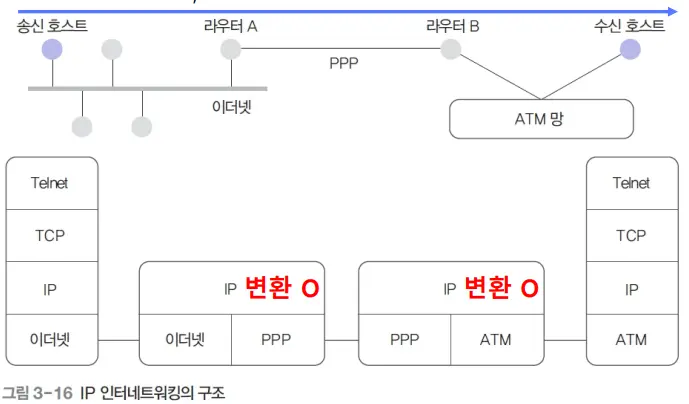 송신 호스트 라우터 A 라우터 B 수신 호스트
PPP
이더넷
ATM 망
Telnet Telnet
TCP TCP
IP IP 변환 O IP 변환 O IP
이더넷 이더넷 PPP PPP ATM ATM
그림 3-16 IP 인터네트워킹의 구조